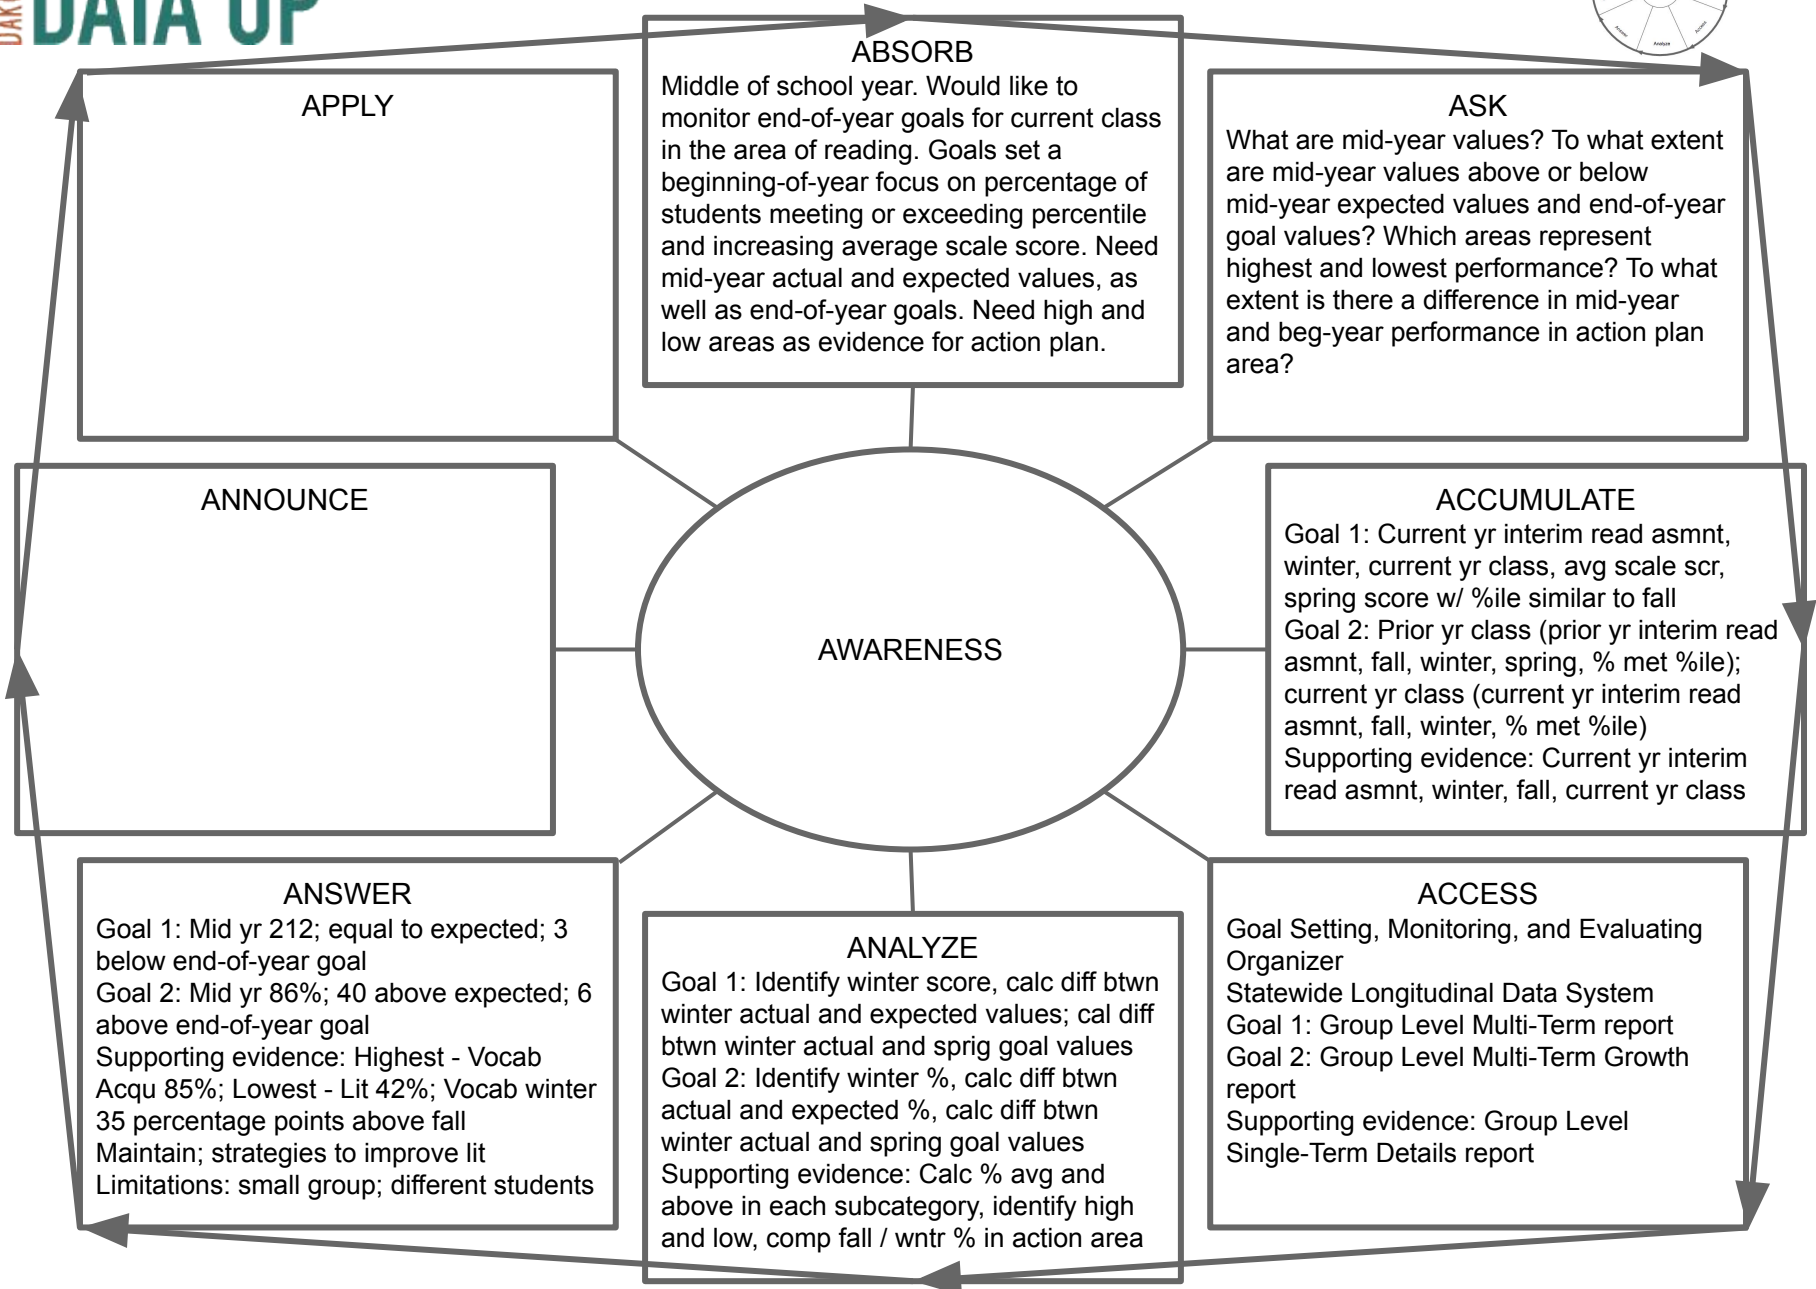 DATA UP
ABSORB
Middle of school year. Would like to
monitor end-of-year goals for current class
in the area of reading. Goals set a
beginning-of-year focus on percentage of
students meeting or exceeding percentile
and increasing average scale score. Need
mid-year actual and expected values, as
well as end-of-year goals. Need high and
low areas as evidence for action plan.
ASK
What are mid-year values? To what extent
are mid-year values above or below
mid-year expected values and end-of-year
goal values? Which areas represent
highest and lowest performance? To what
extent is there a difference in mid-year
and beg-year performance in action plan
area?
ACCUMULATE
Goal 1: Current yr interim read asmnt,
winter, current yr class, avg scale scr,
spring score w/ %ile similar to fall
Goal 2: Prior yr class (prior yr interim read
asmnt, fall, winter, spring, % met %ile);
current yr class (current yr interim read
asmnt, fall, winter, % met %ile)
Supporting evidence: Current yr interim
read asmnt, winter, fall, current yr class
ACCESS
Goal Setting, Monitoring, and Evaluating
Organizer
Statewide Longitudinal Data System
Goal 1: Group Level Multi-Term report
Goal 2: Group Level Multi-Term Growth
report
Supporting evidence: Group Level
Single-Term Details report
ANALYZE
Goal 1: Identify winter score, calc diff btwn
winter actual and expected values; cal diff
btwn winter actual and sprig goal values
Goal 2: Identify winter %, calc diff btwn
actual and expected %, calc diff btwn
winter actual and spring goal values
Supporting evidence: Calc % avg and
above in each subcategory, identify high
and low, comp fall / wntr % in action area
ANSWER
Goal 1: Mid yr 212; equal to expected; 3
below end-of-year goal
Goal 2: Mid yr 86%; 40 above expected; 6
above end-of-year goal
Supporting evidence: Highest - Vocab
Acqu 85%; Lowest - Lit 42%; Vocab winter
35 percentage points above fall
Maintain; strategies to improve lit
Limitations: small group; different students
ANNOUNCE
APPLY
AWARENESS
Answer
Analyze
Access